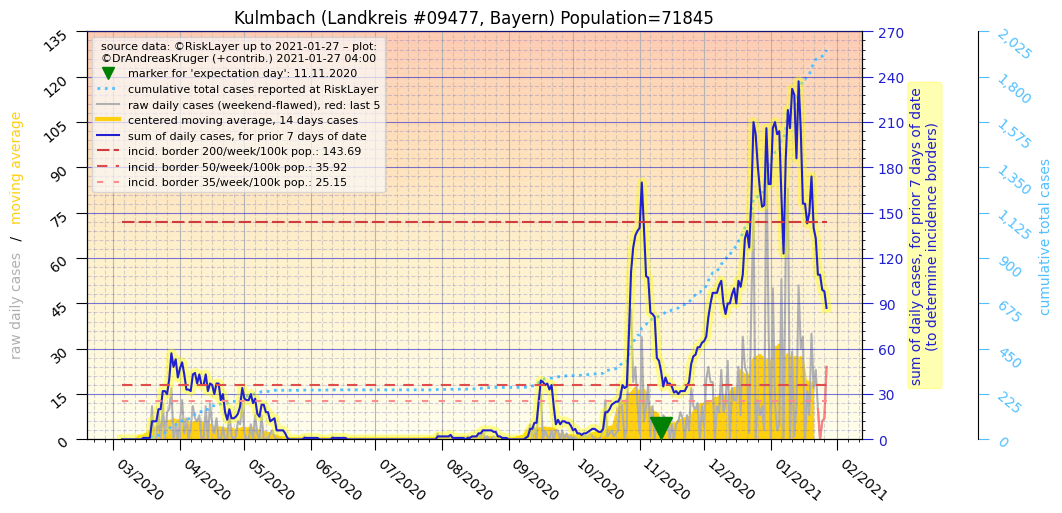 Kulmbach (Landkreis #09477, Bayern) Population=71845
source data: ©RiskLayer up to 2021-01-27 – plot:
©DrAndreasKruger (+contrib.) 2021-01-27 04:00
marker for 'expectation day': 11.11.2020
cumulative total cases reported at RiskLayer
raw daily cases (weekend-flawed), red: last 5
centered moving average, 14 days cases
sum of daily cases, for prior 7 days of date
incid. border 200/week/100k pop.: 143.69
incid. border 50/week/100k pop.: 35.92
incid. border 35/week/100k pop.: 25.15
raw daily cases / moving average
135
120
105
90
75
60
45
30
15
0
03/2020
04/2020
05/2020
06/2020
07/2020
08/2020
09/2020
10/2020
11/2020
12/2020
01/2021
02/2021
270
240
210
180
150
120
90
60
30
0
sum of daily cases, for prior 7 days of date
(to determine incidence borders)
2,025
1,800
1,575
1,350
1,125
900
675
450
225
0
cumulative total cases